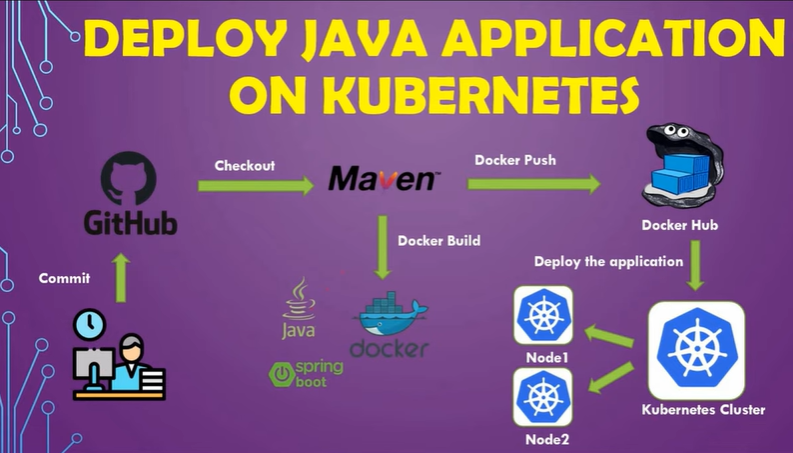 DEPLOY JAVA APPLICATION
ON KUBERNETES
GitHub
Checkout
Maven™
Docker Push
Docker Hub
Commit
Docker Build
Deploy the application
Java
docker
spring
boot
Node1
Node2
Kubernetes Cluster